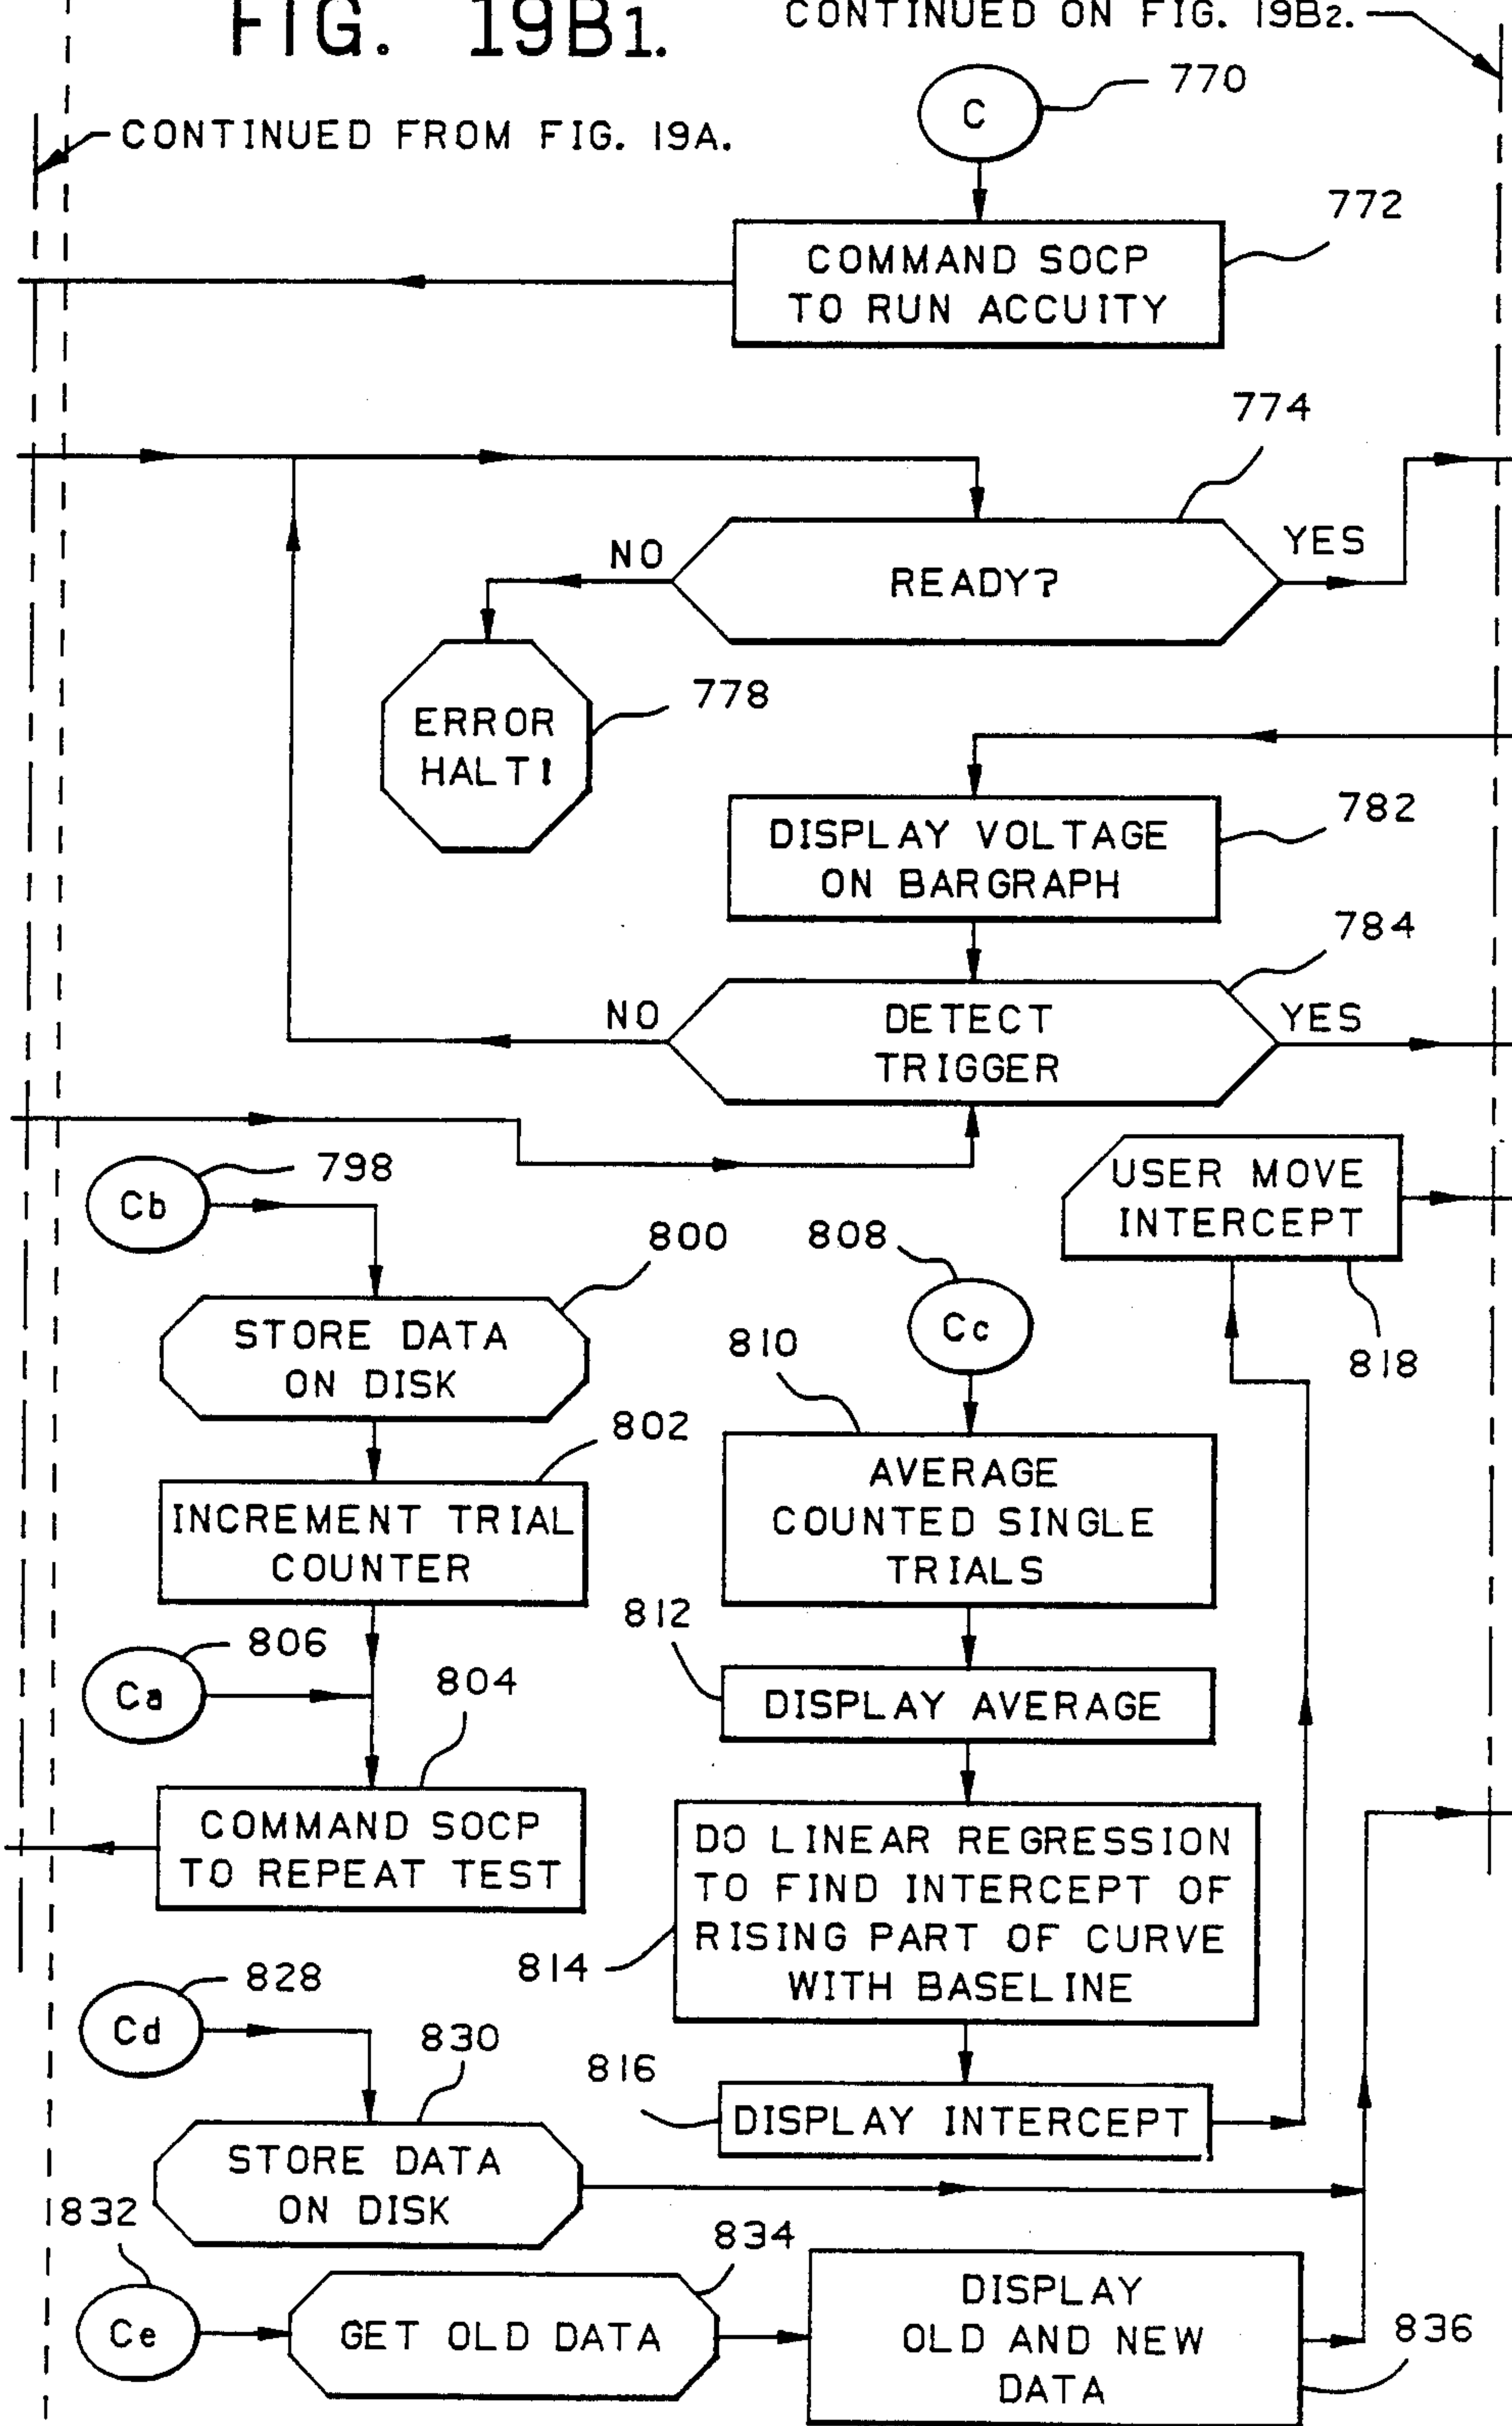 FIG. 19B1.
CONTINUED ON FIG. 19B2.
CONTINUED FROM FIG. 19A.
C
770
772
COMMAND SOCP
TO RUN ACCUITY
774
NO
READY?
YES
ERROR
HALT!
778
782
DISPLAY VOLTAGE
ON BARGRAPH
784
NO
DETECT
TRIGGER
YES
Cb
798
USER MOVE
INTERCEPT
818
800
STORE DATA
ON DISK
808
Cc
802
INCREMENT TRIAL
COUNTER
810
AVERAGE
COUNTED SINGLE
TRIALS
806
Ca
812
DISPLAY AVERAGE
804
COMMAND SOCP
TO REPEAT TEST
814
DO LINEAR REGRESSION
TO FIND INTERCEPT OF
RISING PART OF CURVE
WITH BASELINE
828
Cd
830
STORE DATA
ON DISK
816
DISPLAY INTERCEPT
832
Ce
834
GET OLD DATA
DISPLAY
OLD AND NEW
DATA
836